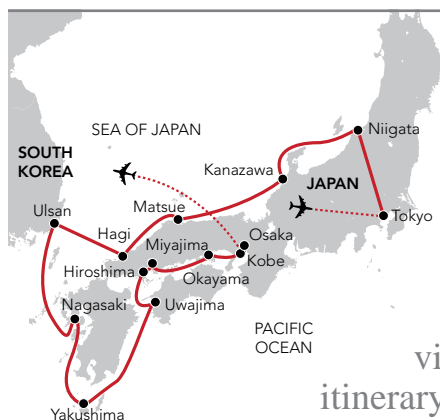 SEA OF JAPAN
Niigata
SOUTH
KOREA
Kanazawa
JAPAN
Ulsan
Matsue
Tokyo
Hagi
Osaka
Miyajima
Kobe
Hiroshima
Okayama
Nagasaki
Uwajima
PACIFIC
OCEAN
vi
itinerary
Yakushima